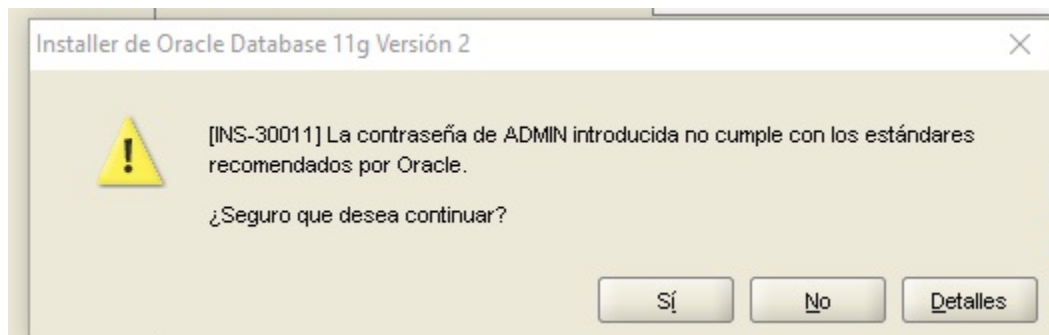 Installer de Oracle Database 11g Versión 2
[INS-30011] La contraseña de ADMIN introducida no cumple con los estándares
recomendados por Oracle.
¿Seguro que desea continuar?
Sí No Detalles